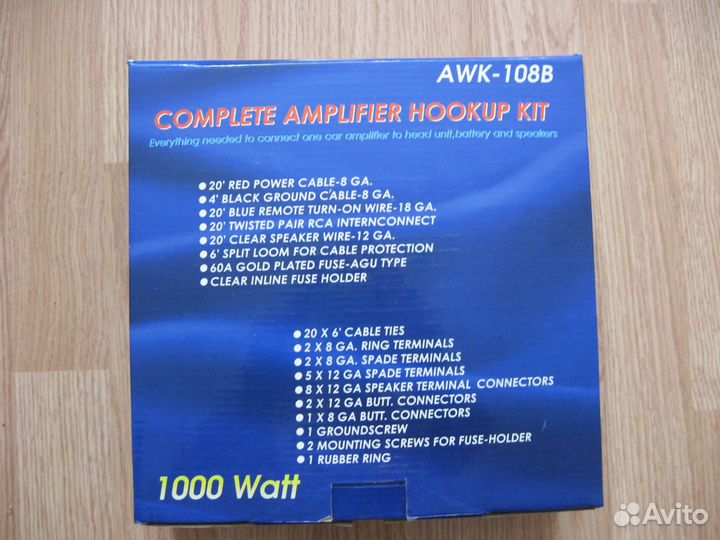 AWK-108B
COMPLETE AMPLIFIER HOOKUP KIT
Everything needed to connect one car amplifier to head unit,battery and speakers
20' RED POWER CABLE-8 GA.
4' BLACK GROUND CABLE-8 GA.
20' BLUE REMOTE TURN-ON WIRE-18 GA.
20' TWISTED PAIR RCA INTERNCONNECT
20' CLEAR SPEAKER WIRE-12 GA.
6' SPLIT LOOM FOR CABLE PROTECTION
60A GOLD PLATED FUSE-AGU TYPE
CLEAR INLINE FUSE HOLDER
20 X 6' CABLE TIES
2 X 8 GA. RING TERMINALS
2 X 8 GA. SPADE TERMINALS
5 X 12 GA SPADE TERMINALS
8 X 12 GA SPEAKER TERMINAL CONNECTORS
2 X 12 GA BUTT. CONNECTORS
1 X 8 GA BUTT. CONNECTORS
1 GROUNDSCREW
2 MOUNTING SCREWS FOR FUSE-HOLDER
1 RUBBER RING
1000 Watt
Avito